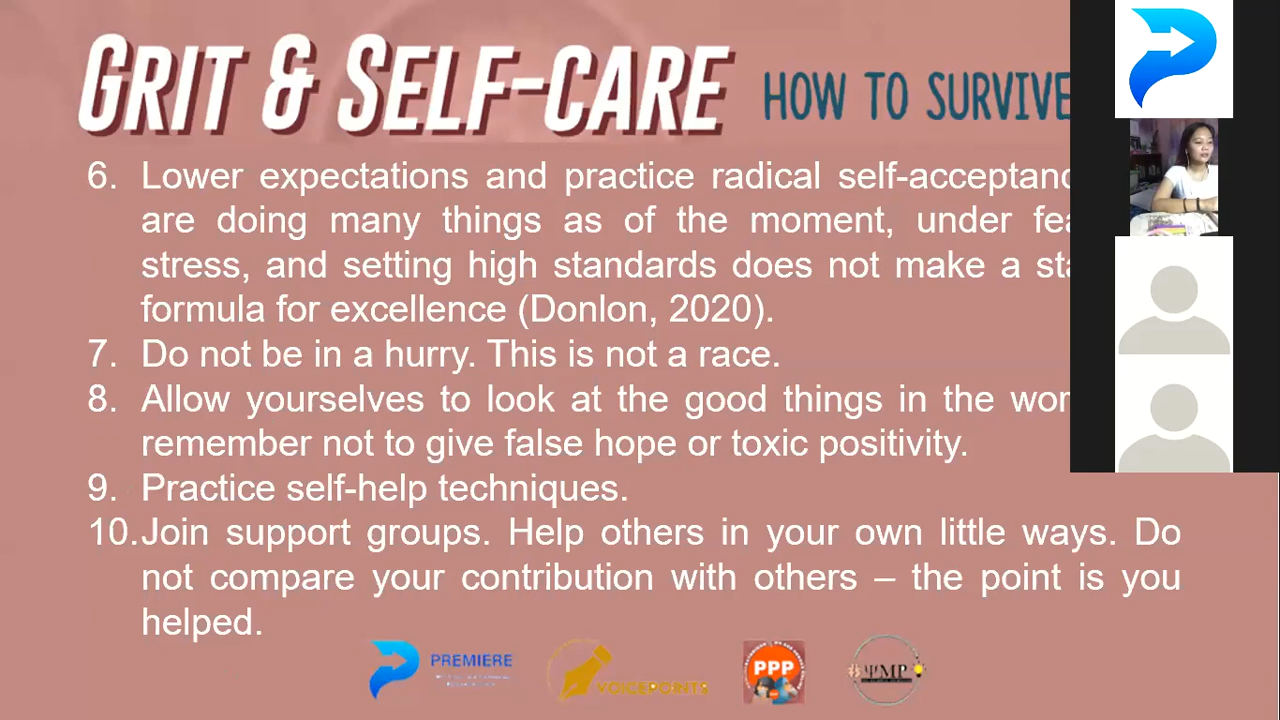 GRIT & SELF-CARE HOW TO SURVIVE
6. Lower expectations and practice radical self-acceptanc
are doing many things as of the moment, under fea
stress, and setting high standards does not make a sta
formula for excellence (Donlon, 2020).
7. Do not be in a hurry. This is not a race.
8. Allow yourselves to look at the good things in the wor
remember not to give false hope or toxic positivity.
9. Practice self-help techniques.
10. Join support groups. Help others in your own little ways. Do
not compare your contribution with others – the point is you
helped.
PREMIERE
VOICEPOINTS
PPP
ΨMP